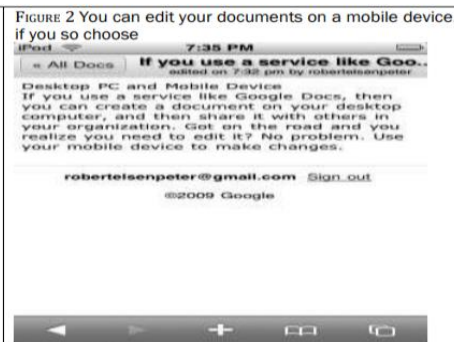 FIGURE 2 You can edit your documents on a mobile device
if you so choose
iPod 7:35 PM
« All Docs If you use a service like Goo..
edited on 7:32 pm by robertelsenpeter
Desktop PC and Mobile Device
If you use a service like Google Docs, then
you can create a document on your desktop
computer, and then share it with others in
your organization. Got on the road and you
realize you need to edit it? No problem. Use
your mobile device to make changes.
robertelsenpeter@gmail.com Sign out
©2009 Google